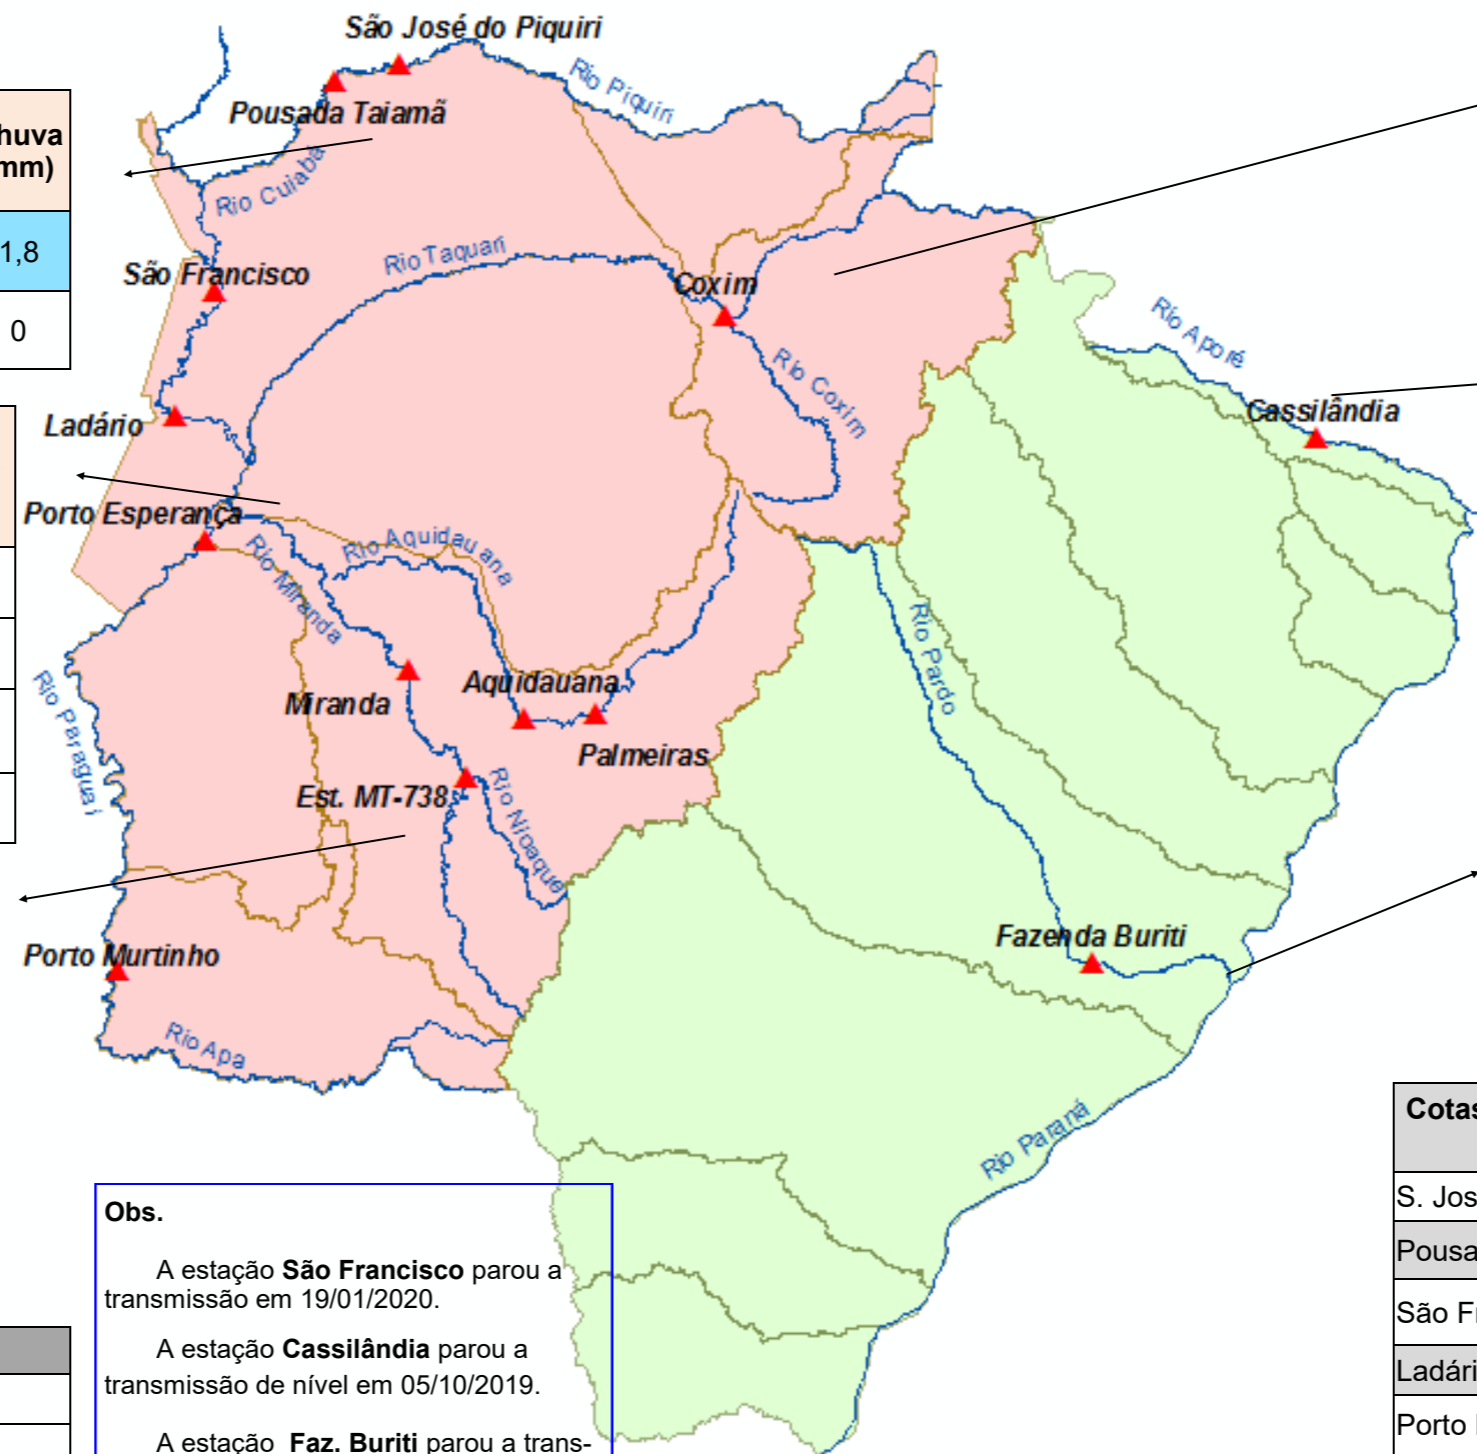 São José do Piquiri
Rio Piquiri
Pousada Taiamã
huva
mm)
1,8
0
Rio Cuiabá
Rio Taquari
São Francisco
Coxim
Rio Aporé
Rio Coxim
Cassilândia
Ladário
Porto Esperança
Rio Miranda
Rio Aquidauana
Rio Pardo
Rio Paraguai
Miranda
Aquidauana
Palmeiras
Est. MT-738
Rio Nioaque
Porto Murtinho
Fazenda Buriti
Rio Apa
Rio Paraná
Cotas
S. Jos
Pousa
São Fr
Ladári
Porto
Obs.
A estação São Francisco parou a
transmissão em 19/01/2020.
A estação Cassilândia parou a
transmissão de nível em 05/10/2019.
A estação Faz. Buriti parou a trans-